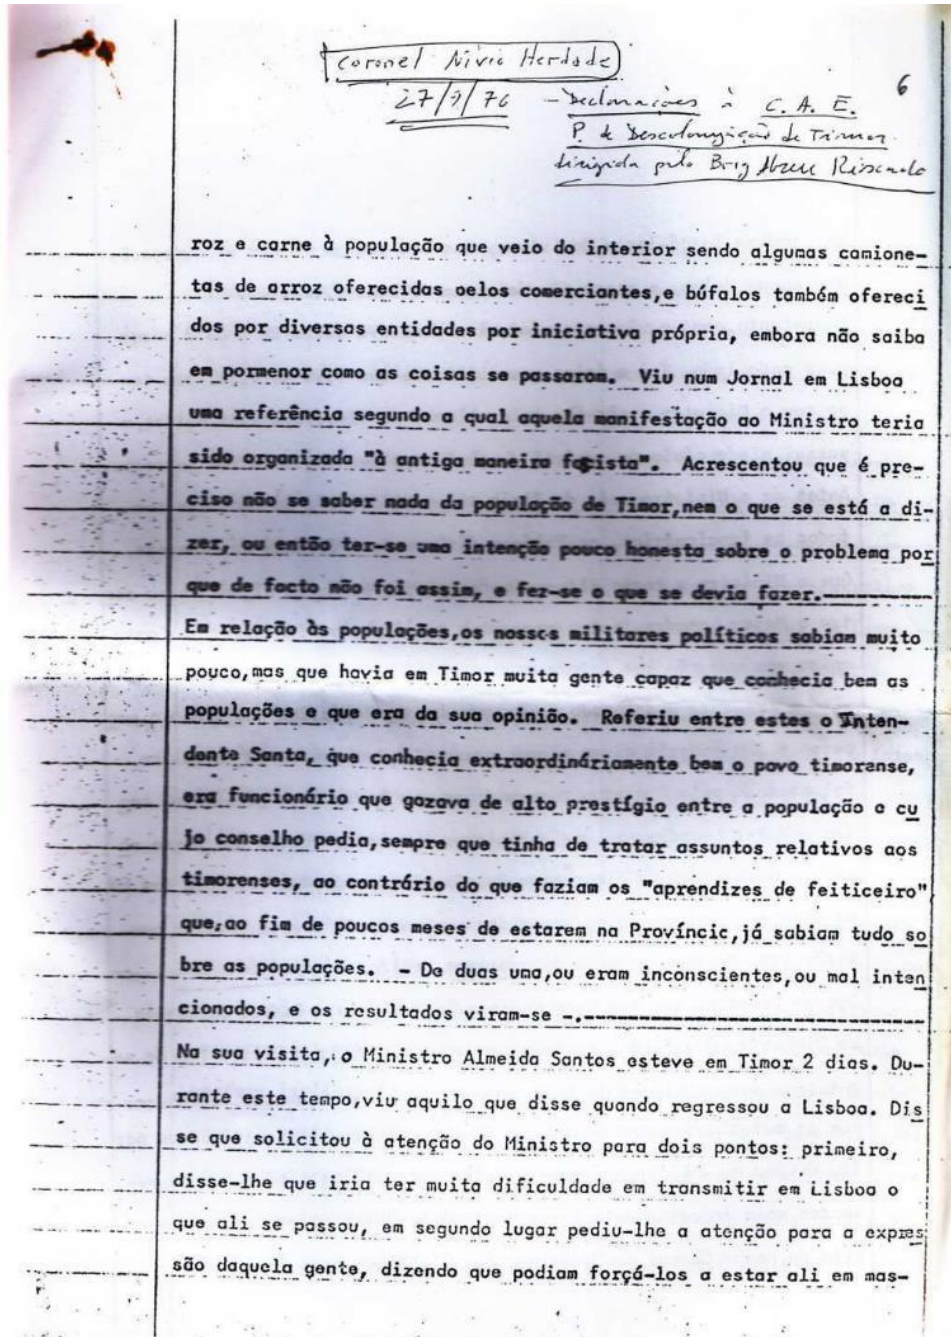 Coronel Nívio Herdade
6
27/9/76 - Declarações à C. A. E.
P. de Descolonização de Timor
dirigida pelo Brig Abreu Riscado
roz e carne à população que veio do interior sendo algumas camione-
tas de arroz oferecidas oelos comerciantes,e búfalos também ofereci
dos por diversas entidades por iniciativa própria, embora não saiba
em pormenor como as coisas se passaram. Viu num Jornal em Lisboa
uma referência segundo a qual aquela manifestação ao Ministro teria
sido organizada "à antiga maneira fascista". Acrescentou que é pre-
ciso não se saber nada da população de Timor,nem o que se está a di-
zer, ou então ter-se uma intenção pouco honesta sobre o problema por
que de facto não foi assim, e fez-se o que se devia fazer.----------
Em relação às populações,os nossos militares políticos sabiam muito
pouco,mas que havia em Timor muita gente capaz que conhecia bem as
populações e que era da sua opinião. Referiu entre estes o Inten-
dente Santa, que conhecia extraordináriamente bem o povo timorense,
era funcionário que gozava de alto prestígio entre a população a cu
jo conselho pedia,sempre que tinha de tratar assuntos relativos aos
timorenses, ao contrário do que faziam os "aprendizes de feiticeiro"
que,ao fim de poucos meses de estarem na Província,já sabiam tudo so
bre as populações. - De duas uma,ou eram inconscientes,ou mal inten
cionados, e os resultados viram-se -.------------------------------
Na sua visita, o Ministro Almeida Santos esteve em Timor 2 dias. Du-
rante este tempo,viu aquilo que disse quando regressou a Lisboa. Dis
se que solicitou à atenção do Ministro para dois pontos: primeiro,
disse-lhe que iria ter muita dificuldade em transmitir em Lisboa o
que ali se passou, em segundo lugar pediu-lhe a atenção para a expres
são daquela gente, dizendo que podiam forçá-los a estar ali em mas-